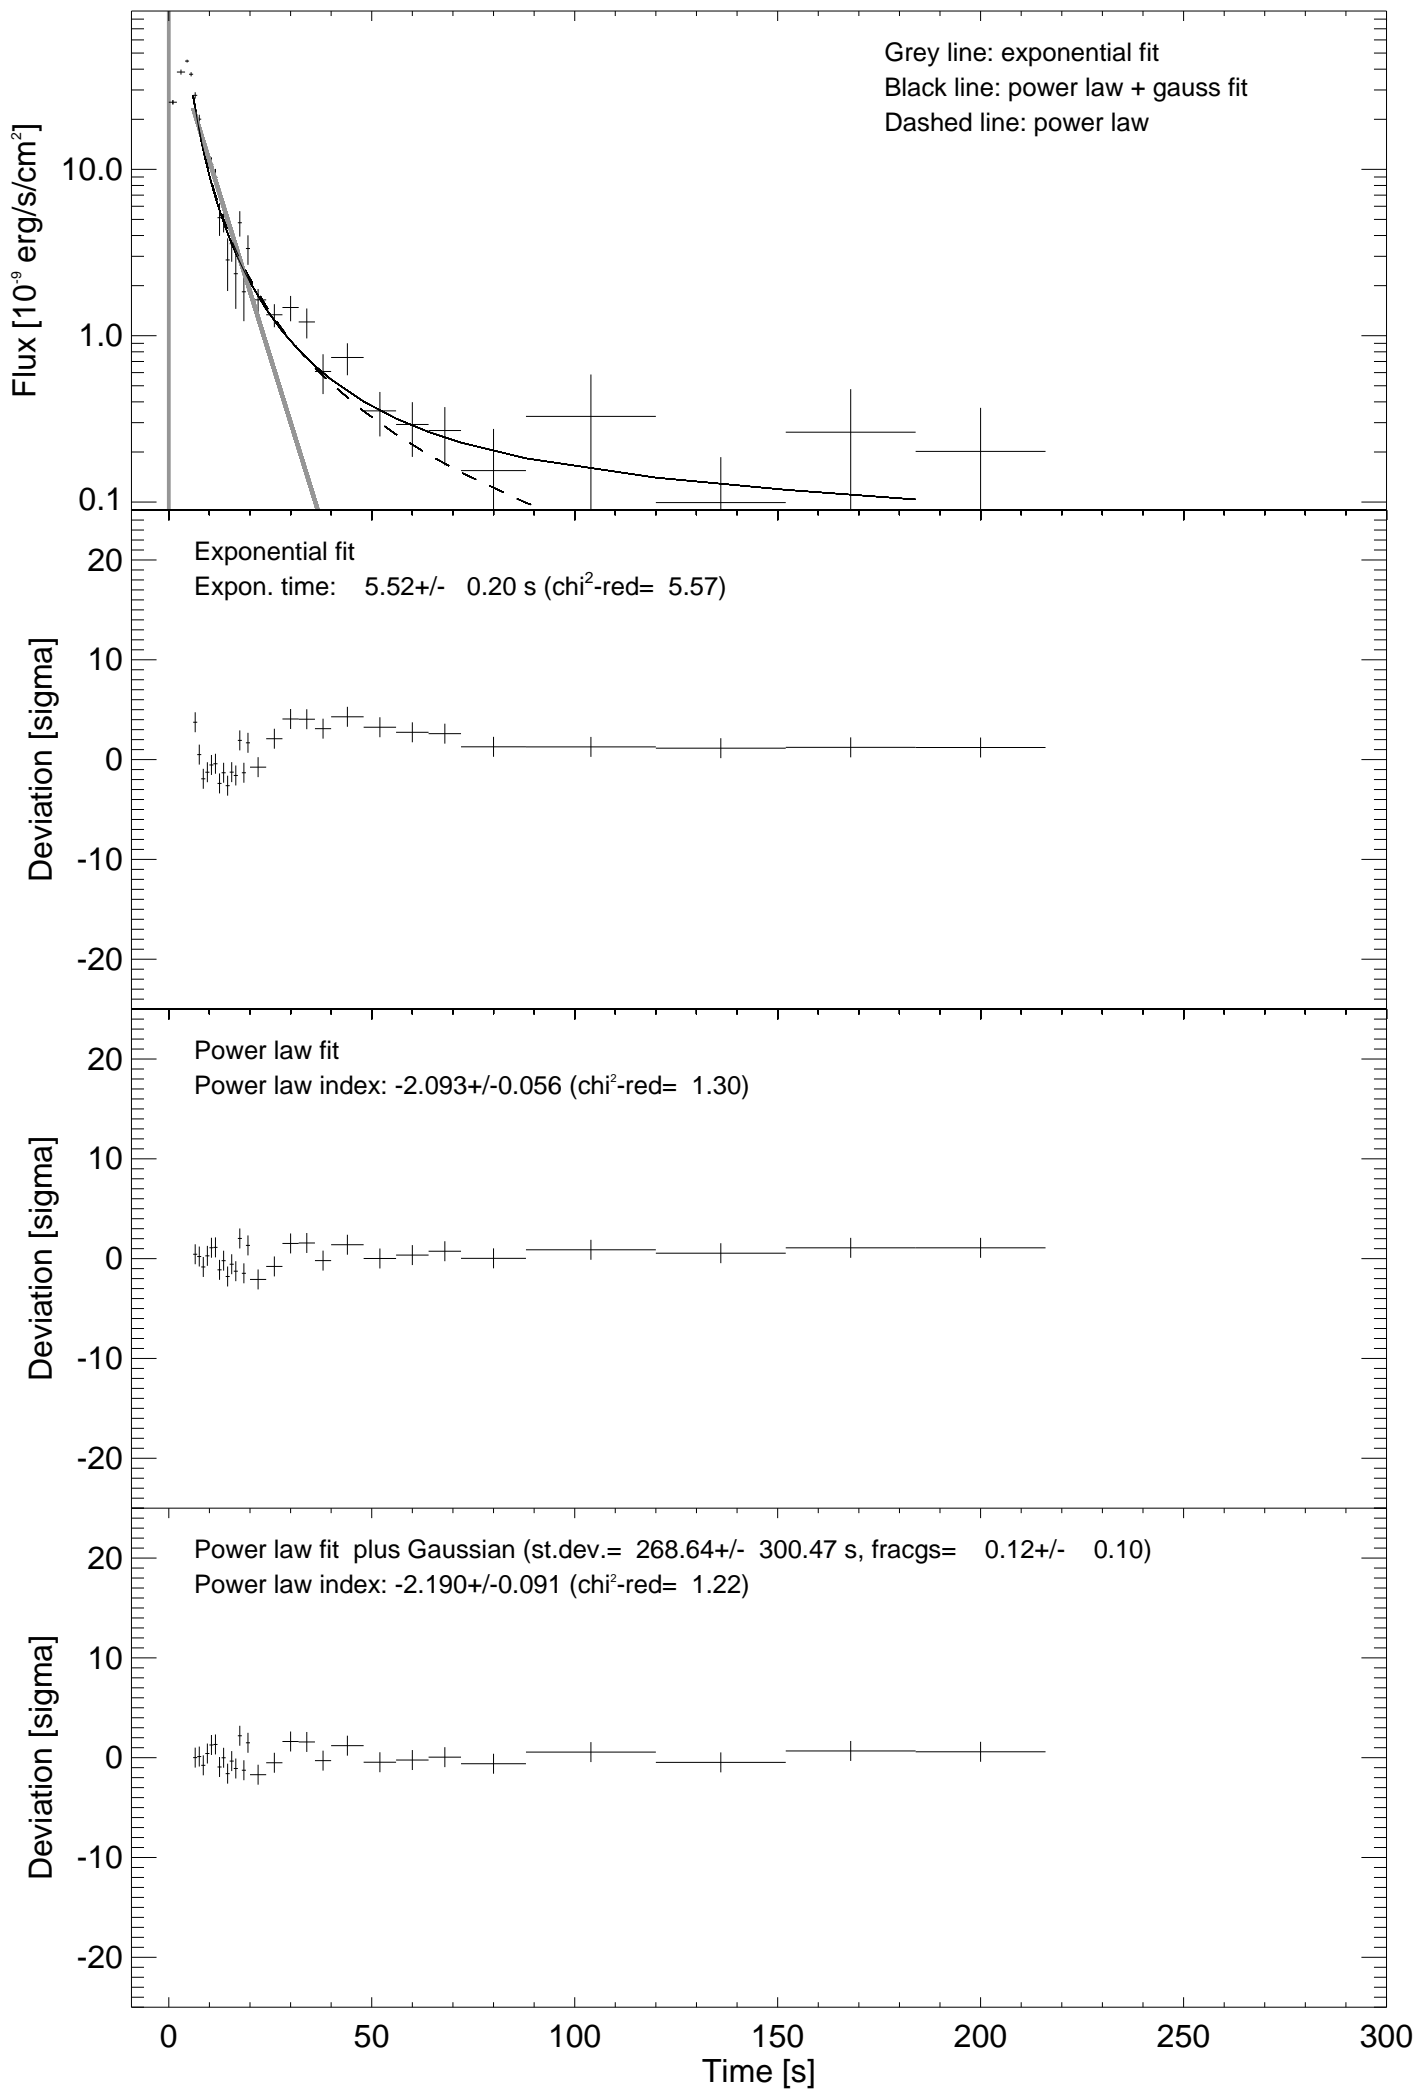 Grey line: exponential fit
Black line: power law + gauss fit
Dashed line: power law
Flux [10⁻⁹ erg/s/cm²]
10.0
1.0
0.1
Exponential fit
Expon. time: 5.52+/- 0.20 s (chi²-red= 5.57)
Deviation [sigma]
20
10
0
-10
-20
Power law fit
Power law index: -2.093+/-0.056 (chi²-red= 1.30)
Deviation [sigma]
20
10
0
-10
-20
Power law fit plus Gaussian (st.dev.= 268.64+/- 300.47 s, fracgs= 0.12+/- 0.10)
Power law index: -2.190+/-0.091 (chi²-red= 1.22)
Deviation [sigma]
20
10
0
-10
-20
0 50 100 150 200 250 300
Time [s]